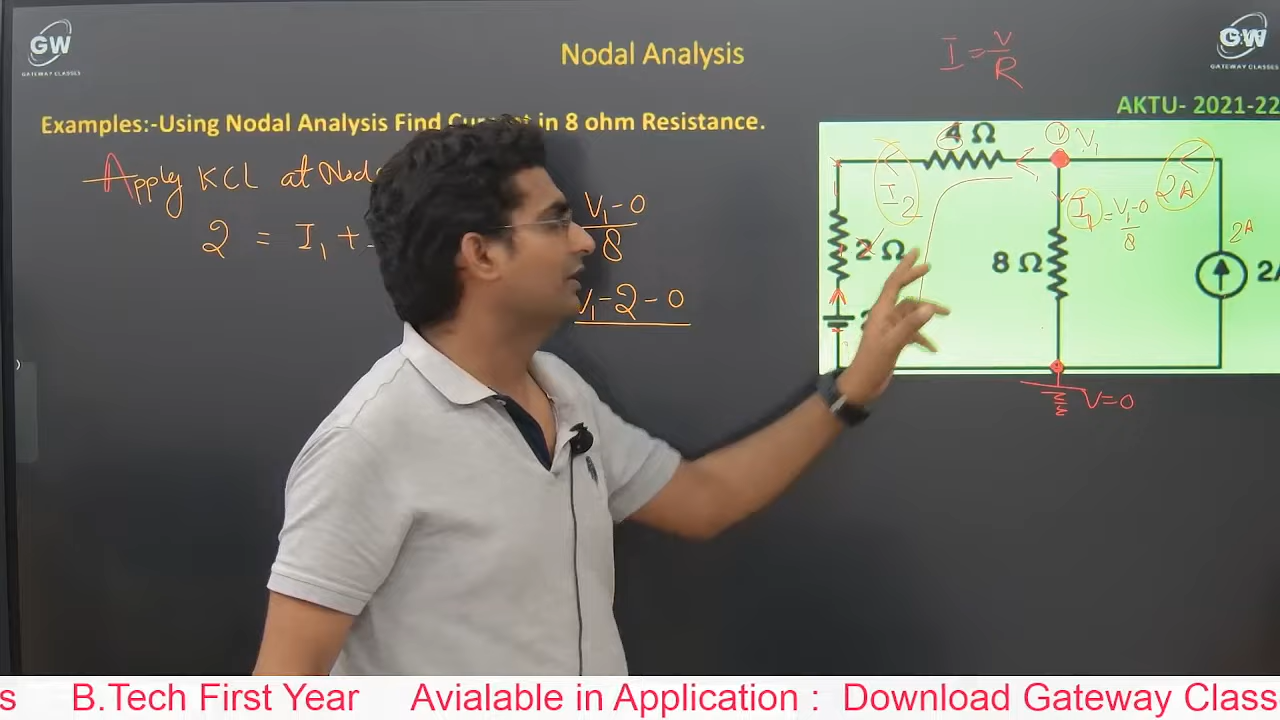 GW
GATEWAY CLASSES
Nodal Analysis
I = V/R
GW
GATEWAY CLASSES
AKTU- 2021-22
Examples:-Using Nodal Analysis Find in 8 ohm Resistance.
Apply KCL at
2 = I1 +
V1-0
8
V1-2-0
4 Ω
V1
I2
2A
I1 = V1-0
8
2 Ω
8 Ω
2A
V=0
B.Tech First Year Avialable in Application : Download Gateway Class